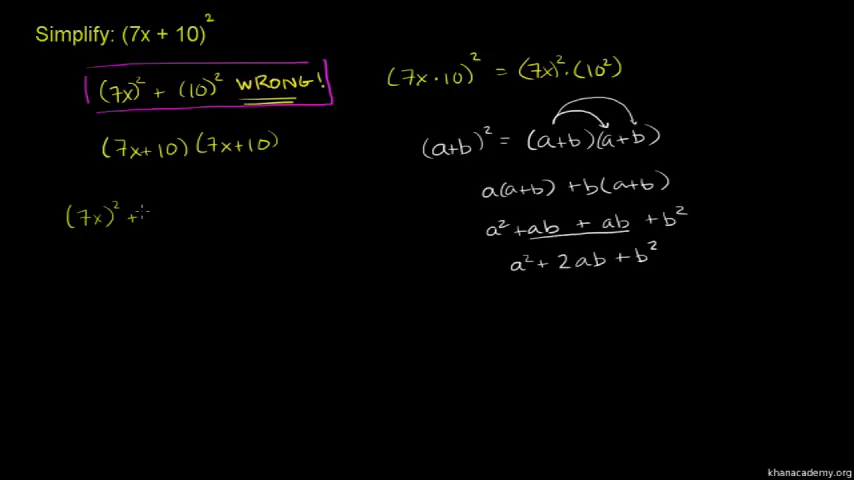 Simplify: (7x + 10)²
(7x)² + (10)² WRONG!
(7x+10)(7x+10)
(7x)² +
(7x·10)² = (7x)²·(10²)
(a+b)² = (a+b)(a+b)
a(a+b) + b(a+b)
a² + ab + ab + b²
a² + 2ab + b²
khanacademy.org